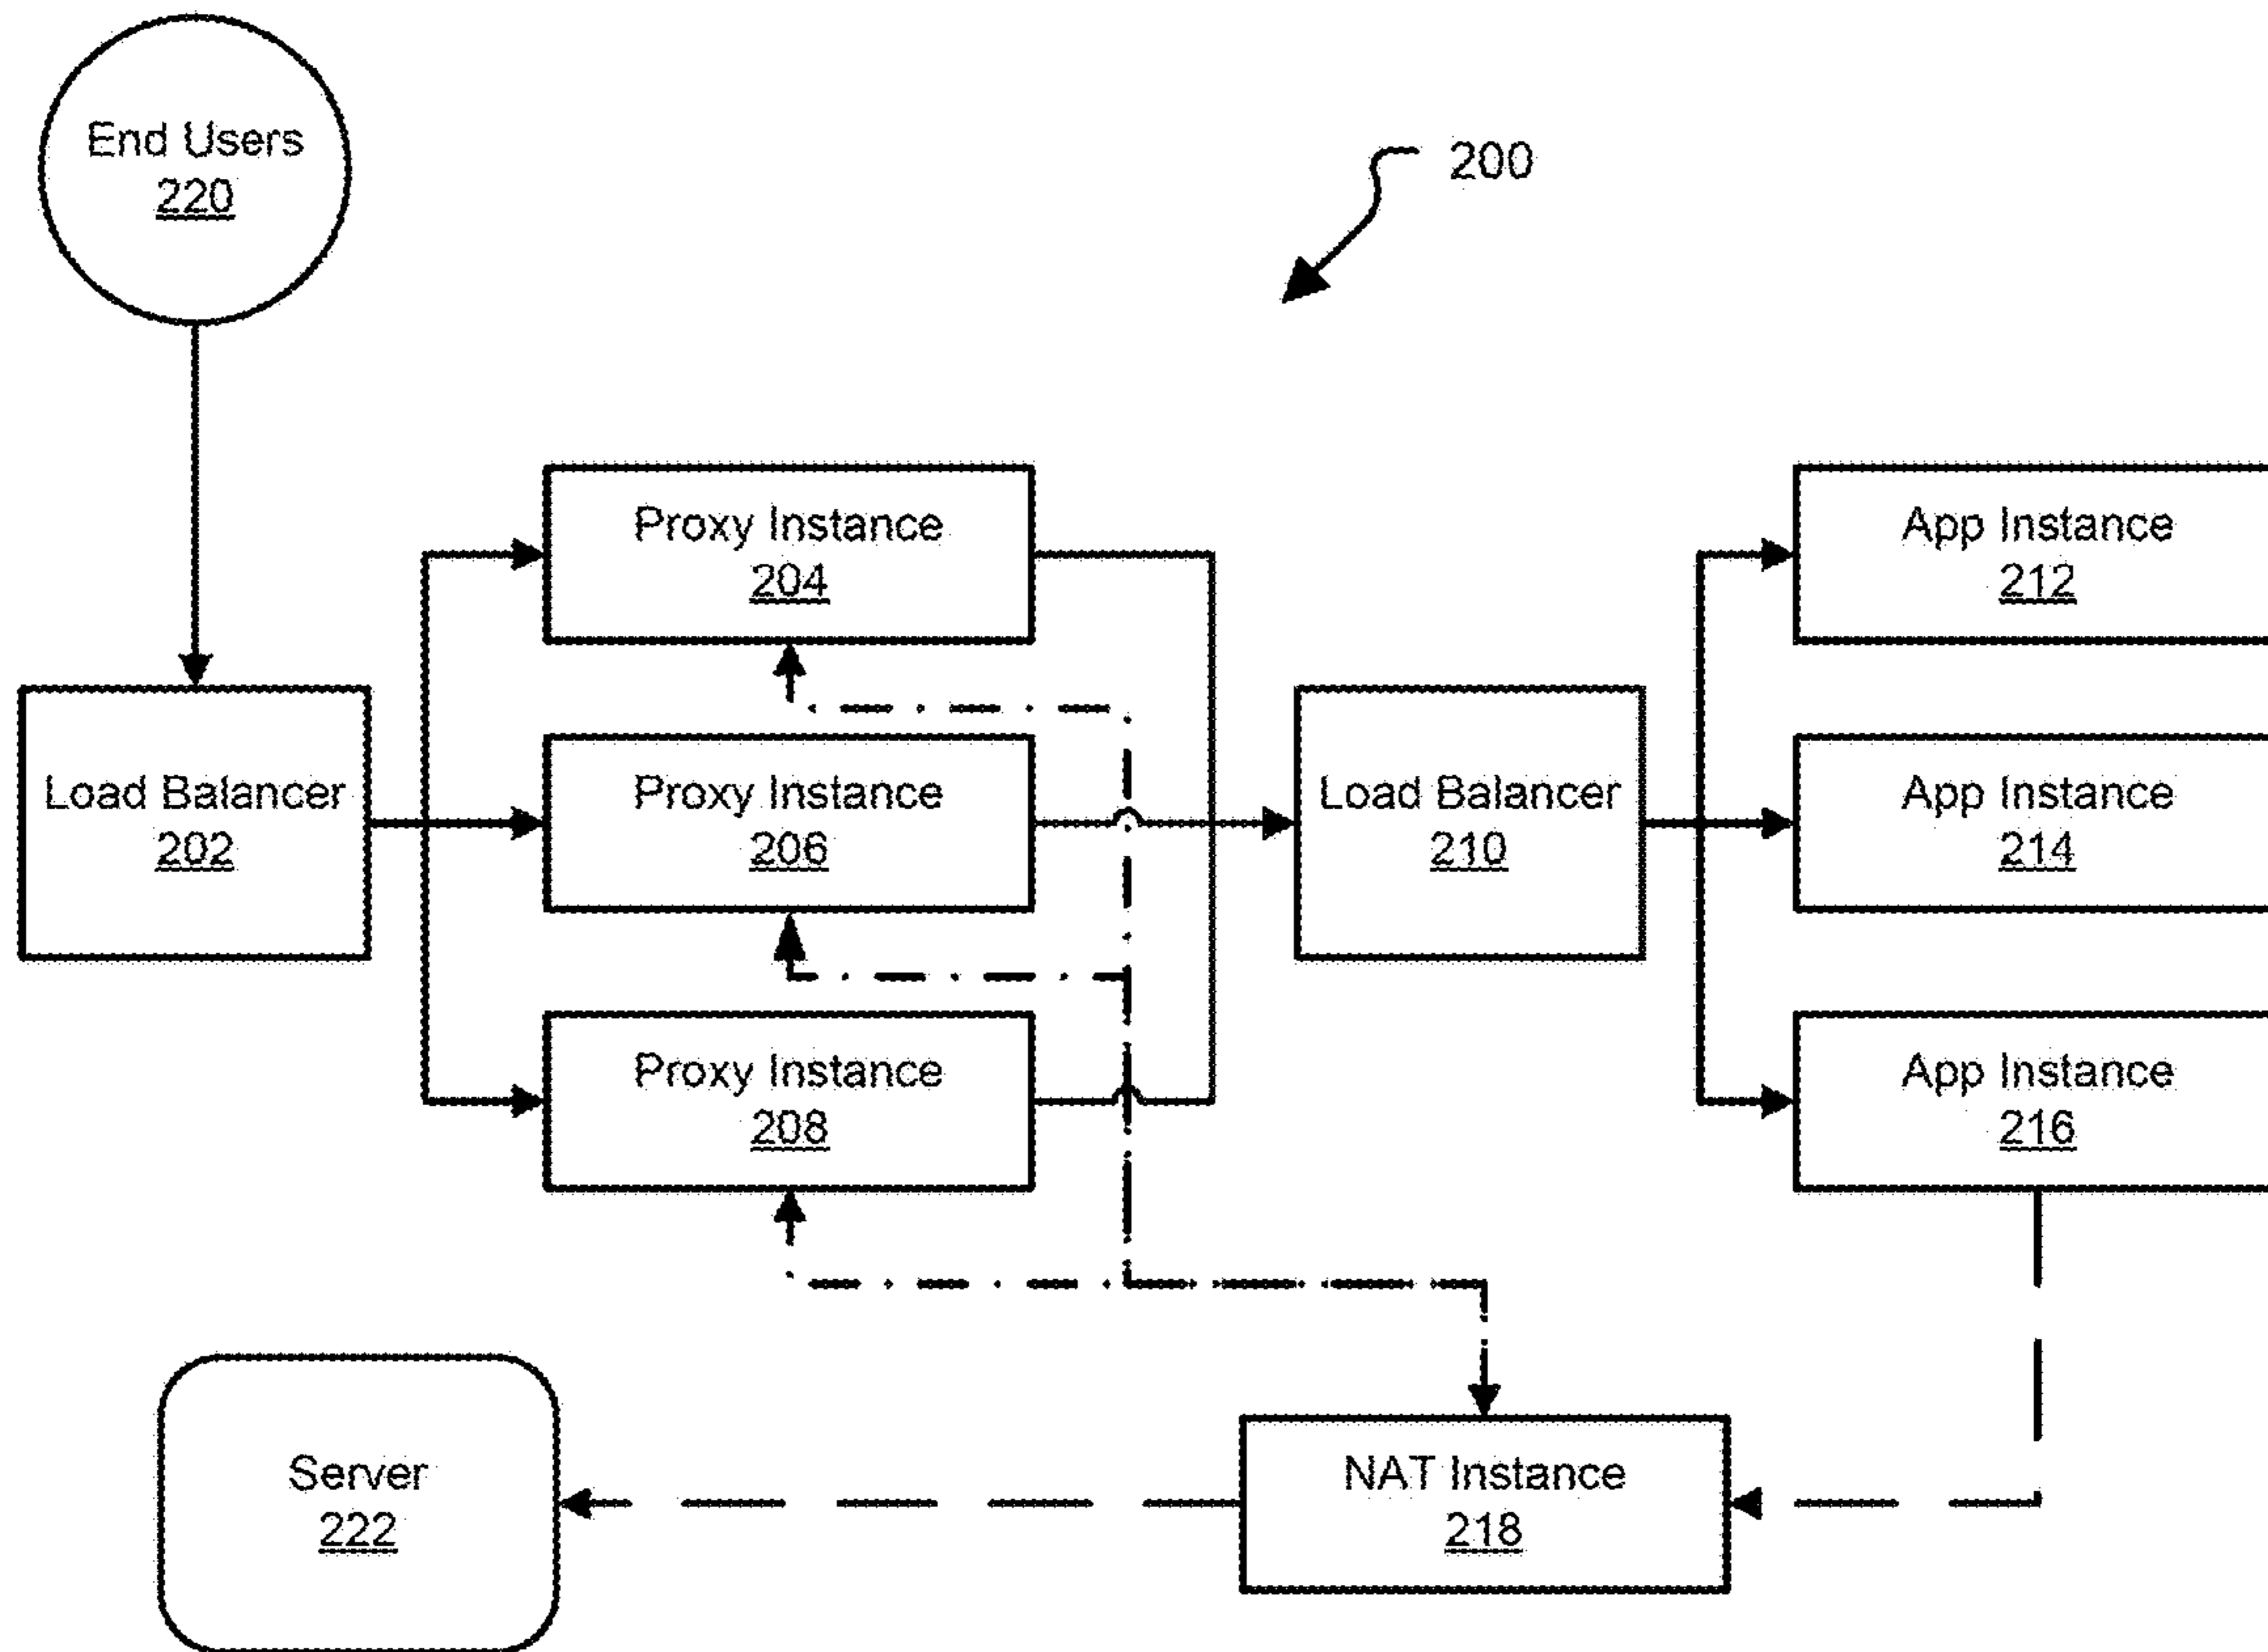 End Users
220
200
Proxy Instance
204
App Instance
212
Load Balancer
202
Proxy Instance
206
Load Balancer
210
App Instance
214
Proxy Instance
208
App Instance
216
Server
222
NAT Instance
218